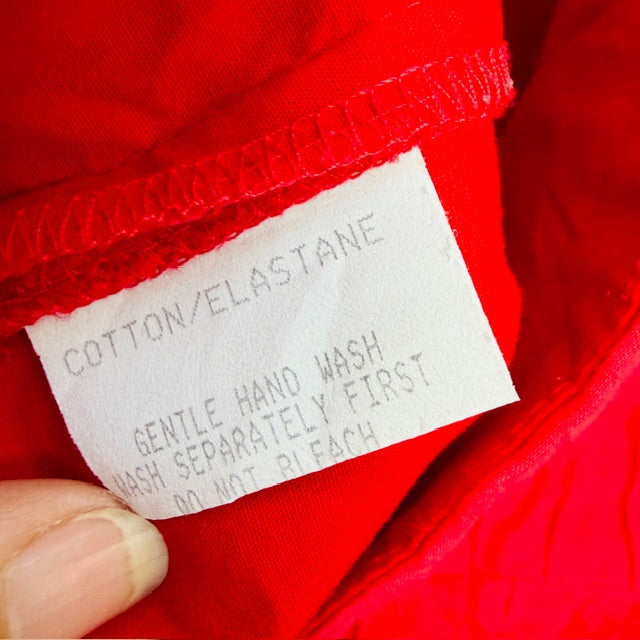 COTTON/ELASTANE
GENTLE HAND WASH
WASH SEPARATELY FIRST
DO NOT BLEACH